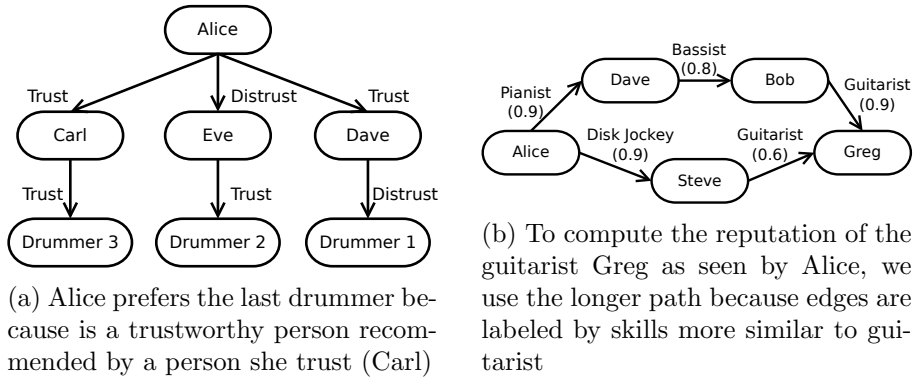 Alice
Trust
Distrust
Trust
Carl
Eve
Dave
Trust
Trust
Distrust
Drummer 3
Drummer 2
Drummer 1
(a) Alice prefers the last drummer be-
cause is a trustworthy person recom-
mended by a person she trust (Carl)
Bassist
(0.8)
Dave
Bob
Pianist
(0.9)
Guitarist
(0.9)
Disk Jockey
(0.9)
Guitarist
(0.6)
Alice
Greg
Steve
(b) To compute the reputation of the
guitarist Greg as seen by Alice, we
use the longer path because edges are
labeled by skills more similar to gui-
tarist